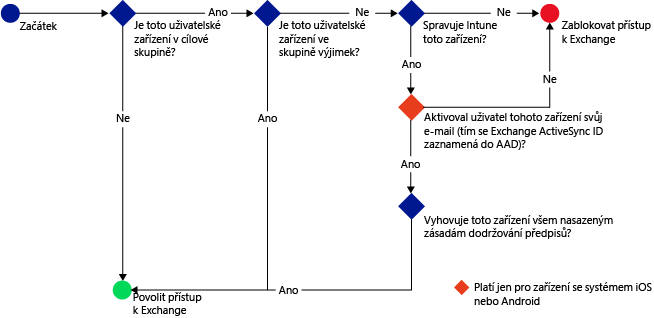 Začátek
Je toto uživatelské
zařízení v cílové
skupině?
Ano
Je toto uživatelské
zařízení ve
skupině výjimek?
Ne
Spravuje Intune
toto zařízení?
Ne
Zablokovat přístup
k Exchange
Ano
Ne
Ne
Ano
Aktivoval uživatel tohoto zařízení svůj
e-mail (tím se Exchange ActiveSync ID
zaznamená do AAD)?
Ano
Vyhovuje toto zařízení všem nasazeným
zásadám dodržování předpisů?
Ano
Povolit přístup
k Exchange
Platí jen pro zařízení se systémem iOS
nebo Android